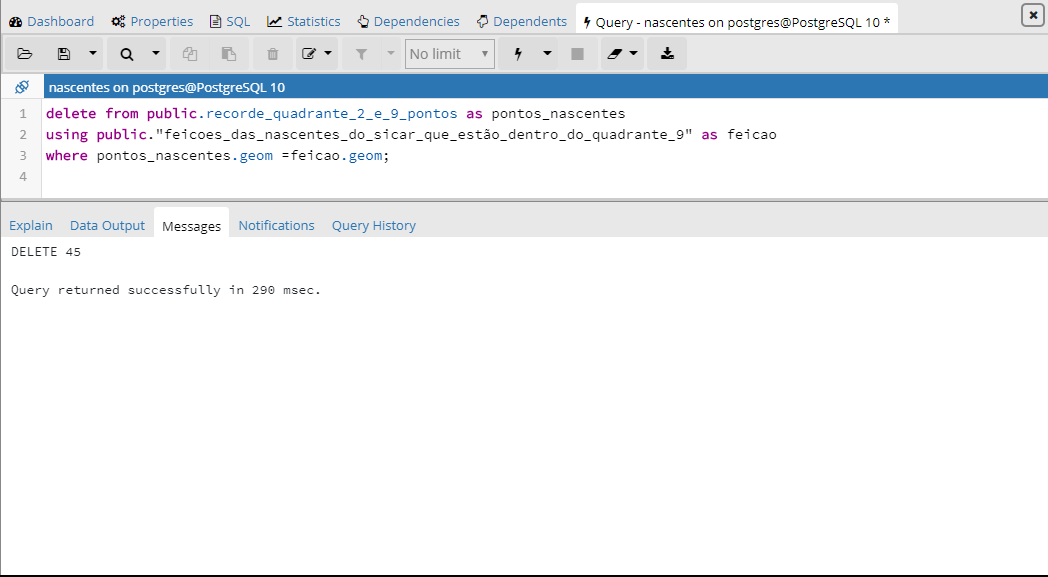 Dashboard Properties SQL Statistics Dependencies Dependents Query - nascentes on postgres@PostgreSQL 10 *
No limit
nascentes on postgres@PostgreSQL 10
1 delete from public.recorde_quadrante_2_e_9_pontos as pontos_nascentes
2 using public."feicoes_das_nascentes_do_sicar_que_estão_dentro_do_quadrante_9" as feicao
3 where pontos_nascentes.geom =feicao.geom;
4
Explain Data Output Messages Notifications Query History
DELETE 45
Query returned successfully in 290 msec.